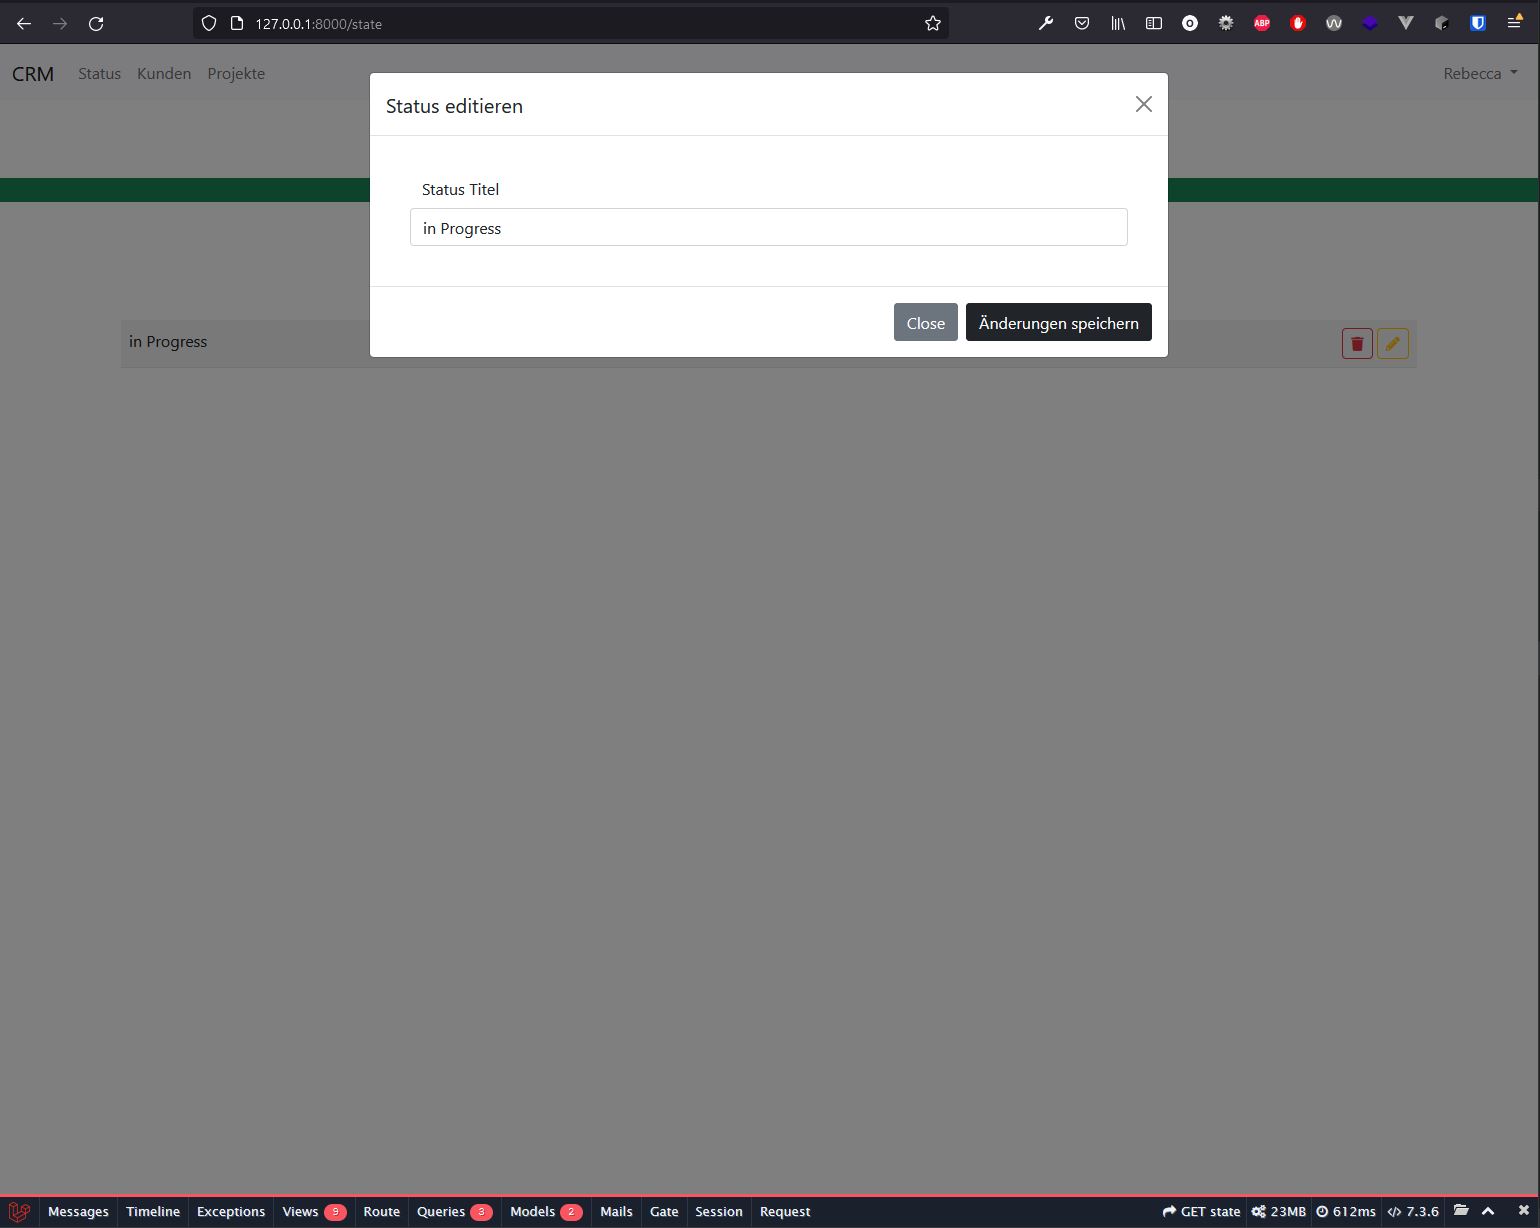 127.0.0.1:8000/state
ABP
CRM Status Kunden Projekte Rebecca
Status editieren
Status Titel
in Progress
Close Änderungen speichern
in Progress
Messages Timeline Exceptions Views 9 Route Queries 3 Models 2 Mails Gate Session Request GET state 23MB 612ms 7.3.6